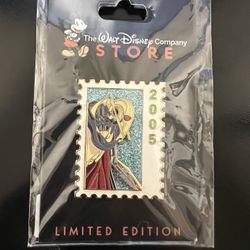 The WALT DISNEY Company
STORE
2005
LIMITED EDITION